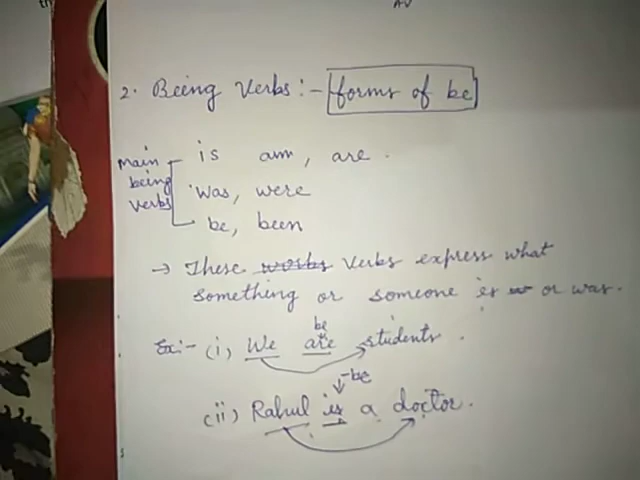 2. Being Verbs :- forms of be
is am, are.
main being verbs
was, were
be, been
→ These works verbs express what
something or someone is or was.
Ex:- (i) We are students.
be
-be
(ii) Rahul is a doctor.